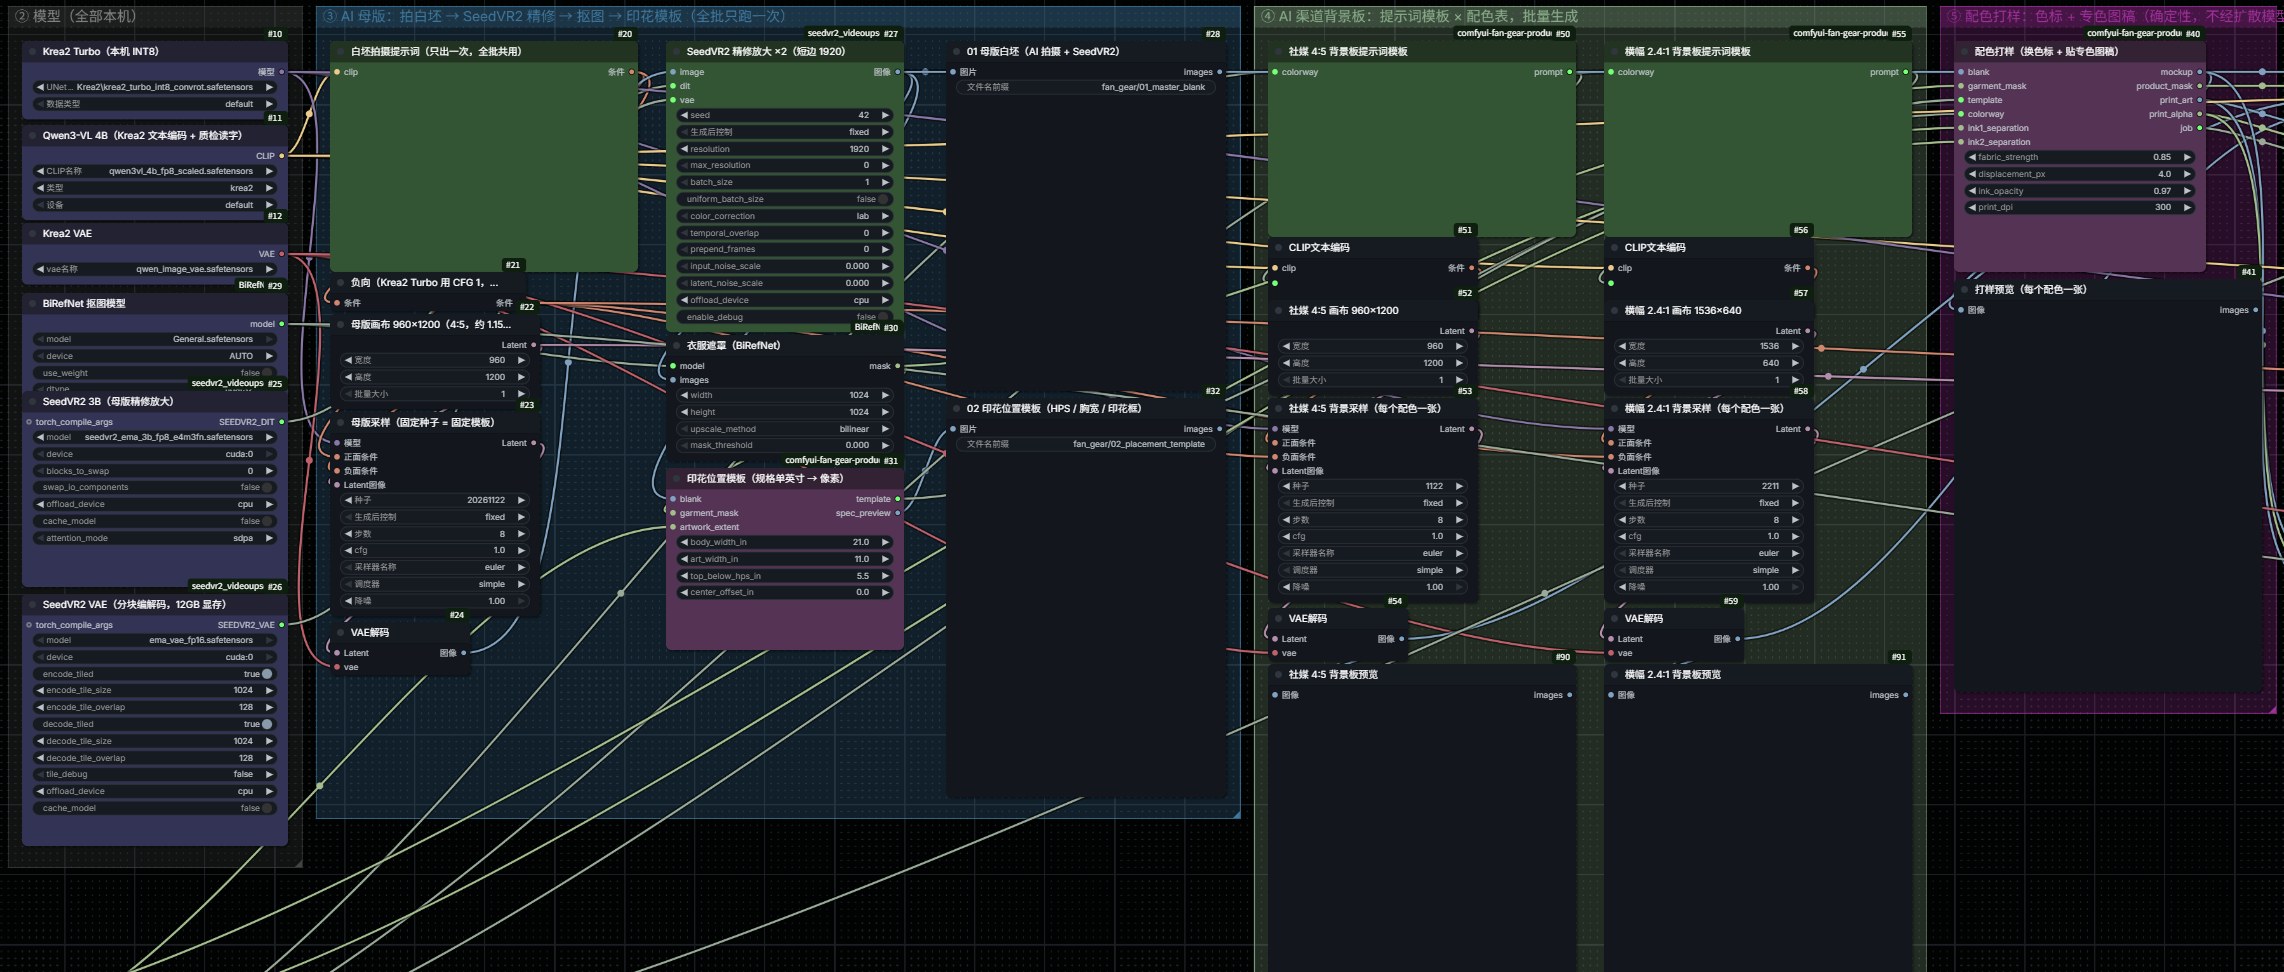 ② 模型（全部本机）
#10
Krea2 Turbo（本机 INT8）
模型
UNet... Krea2\krea2_turbo_int8_convrot.safetensors
数据类型 default
#11
Qwen3-VL 4B（Krea2 文本编码 + 质检读字）
CLIP
CLIP名称 qwen3vl_4b_fp8_scaled.safetensors
类型 krea2
设备 default
#12
Krea2 VAE
VAE
vae名称 qwen_image_vae.safetensors
BiRefN #29
BiRefNet 抠图模型
model
model General.safetensors
device AUTO
use_weight false
dtype
seedvr2_videoups #25
SeedVR2 3B（母版精修放大）
torch_compile_args SEEDVR2_DIT
model seedvr2_ema_3b_fp8_e4m3fn.safetensors
device cuda:0
blocks_to_swap 0
swap_io_components false
offload_device cpu
cache_model false
attention_mode sdpa
seedvr2_videoups #26
SeedVR2 VAE（分块编解码，12GB 显存）
torch_compile_args SEEDVR2_VAE
model ema_vae_fp16.safetensors
device cuda:0
encode_tiled true
encode_tile_size 1024
encode_tile_overlap 128
decode_tiled true
decode_tile_size 1024
decode_tile_overlap 128
tile_debug false
offload_device cpu
cache_model false
③ AI 母版：拍白坯 → SeedVR2 精修 → 抠图 → 印花模板（全批只跑一次）
#20
白坯拍摄提示词（只出一次，全批共用）
clip 条件
#21
负向（Krea2 Turbo 用 CFG 1，...
条件 条件
#22
母版画布 960×1200（4:5，约 1.15...
Latent
宽度 960
高度 1200
批量大小 1
#23
母版采样（固定种子 = 固定模板）
模型 Latent
正面条件
负面条件
Latent图像
种子 20261122
生成后控制 fixed
步数 8
cfg 1.0
采样器名称 euler
调度器 simple
降噪 1.00
#24
VAE解码
Latent 图像
vae
seedvr2_videoups #27
SeedVR2 精修放大 ×2（短边 1920）
image 图像
dit
vae
seed 42
生成后控制 fixed
resolution 1920
max_resolution 0
batch_size 1
uniform_batch_size false
color_correction lab
temporal_overlap 0
prepend_frames 0
input_noise_scale 0.000
latent_noise_scale 0.000
offload_device cpu
enable_debug false
BiRefN #30
衣服遮罩（BiRefNet）
model mask
images
width 1024
height 1024
upscale_method bilinear
mask_threshold 0.000
comfyui-fan-gear-produ #31
印花位置模板（规格单英寸 → 像素）
blank template
garment_mask spec_preview
artwork_extent
body_width_in 21.0
art_width_in 11.0
top_below_hps_in 5.5
center_offset_in 0.0
#28
01 母版白坯（AI 拍摄 + SeedVR2）
图片 images
文件名前缀 fan_gear/01_master_blank
#32
02 印花位置模板（HPS / 胸宽 / 印花框）
图片 images
文件名前缀 fan_gear/02_placement_template
④ AI 渠道背景板：提示词模板 × 配色表，批量生成
comfyui-fan-gear-produ #50
社媒 4:5 背景板提示词模板
colorway prompt
#51
CLIP文本编码
clip 条件
#52
社媒 4:5 画布 960×1200
Latent
宽度 960
高度 1200
批量大小 1
#53
社媒 4:5 背景采样（每个配色一张）
模型 Latent
正面条件
负面条件
Latent图像
种子 1122
生成后控制 fixed
步数 8
cfg 1.0
采样器名称 euler
调度器 simple
降噪 1.00
#54
VAE解码
Latent 图像
vae
#90
社媒 4:5 背景板预览
图像 images
comfyui-fan-gear-produ #55
横幅 2.4:1 背景板提示词模板
colorway prompt
#56
CLIP文本编码
clip 条件
#57
横幅 2.4:1 画布 1536×640
Latent
宽度 1536
高度 640
批量大小 1
#58
横幅 2.4:1 背景采样（每个配色一张）
模型 Latent
正面条件
负面条件
Latent图像
种子 2211
生成后控制 fixed
步数 8
cfg 1.0
采样器名称 euler
调度器 simple
降噪 1.00
#59
VAE解码
Latent 图像
vae
#91
横幅 2.4:1 背景板预览
图像 images
⑤ 配色打样：色标 + 专色图稿（确定性，不经扩散模型
comfyui-fan-gear-produ #40
配色打样（换色标 + 贴专色图稿）
blank mockup
garment_mask product_mask
template print_art
colorway print_alpha
ink1_separation job
ink2_separation
fabric_strength 0.85
displacement_px 4.0
ink_opacity 0.97
print_dpi 300
#41
打样预览（每个配色一张）
图像 images